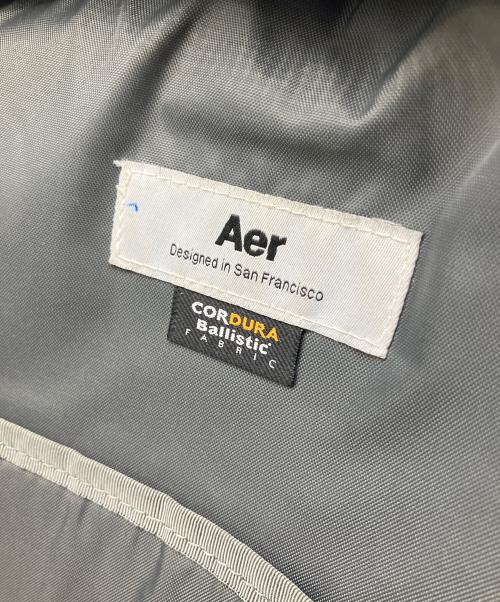 Aer
Designed in San Francisco
CORDURA
Ballistic®
FABRIC